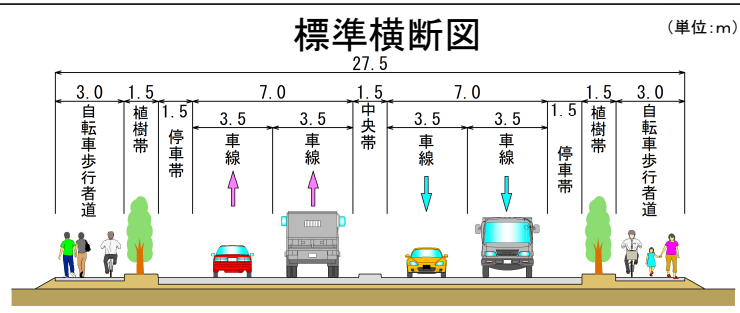 標準横断図
(単位:m)
27.5
3.0
1.5
7.0
1.5
7.0
1.5
3.0
1.5
1.5
3.5
3.5
3.5
3.5
自転車歩行者道
植樹帯
停車帯
車線
車線
中央帯
車線
車線
停車帯
植樹帯
自転車歩行者道